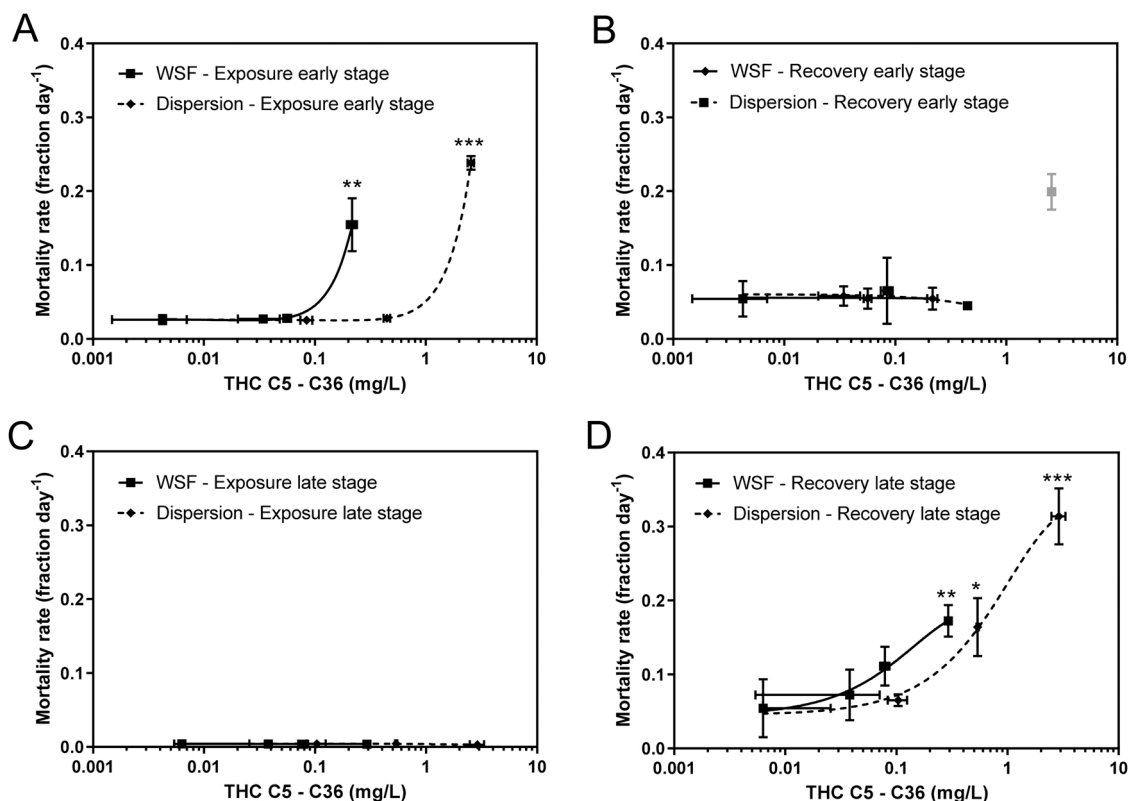 A
Mortality rate (fraction day-1)
0.4
0.3
0.2
0.1
0.0
WSF - Exposure early stage
Dispersion - Exposure early stage
**
***
0.001 0.01 0.1 1 10
THC C5 - C36 (mg/L)
B
Mortality rate (fraction day-1)
0.4
0.3
0.2
0.1
0.0
WSF - Recovery early stage
Dispersion - Recovery early stage
0.001 0.01 0.1 1 10
THC C5 - C36 (mg/L)
C
Mortality rate (fraction day-1)
0.4
0.3
0.2
0.1
0.0
WSF - Exposure late stage
Dispersion - Exposure late stage
0.001 0.01 0.1 1 10
THC C5 - C36 (mg/L)
D
Mortality rate (fraction day-1)
0.4
0.3
0.2
0.1
0.0
WSF - Recovery late stage
Dispersion - Recovery late stage
**
*
***
0.001 0.01 0.1 1 10
THC C5 - C36 (mg/L)